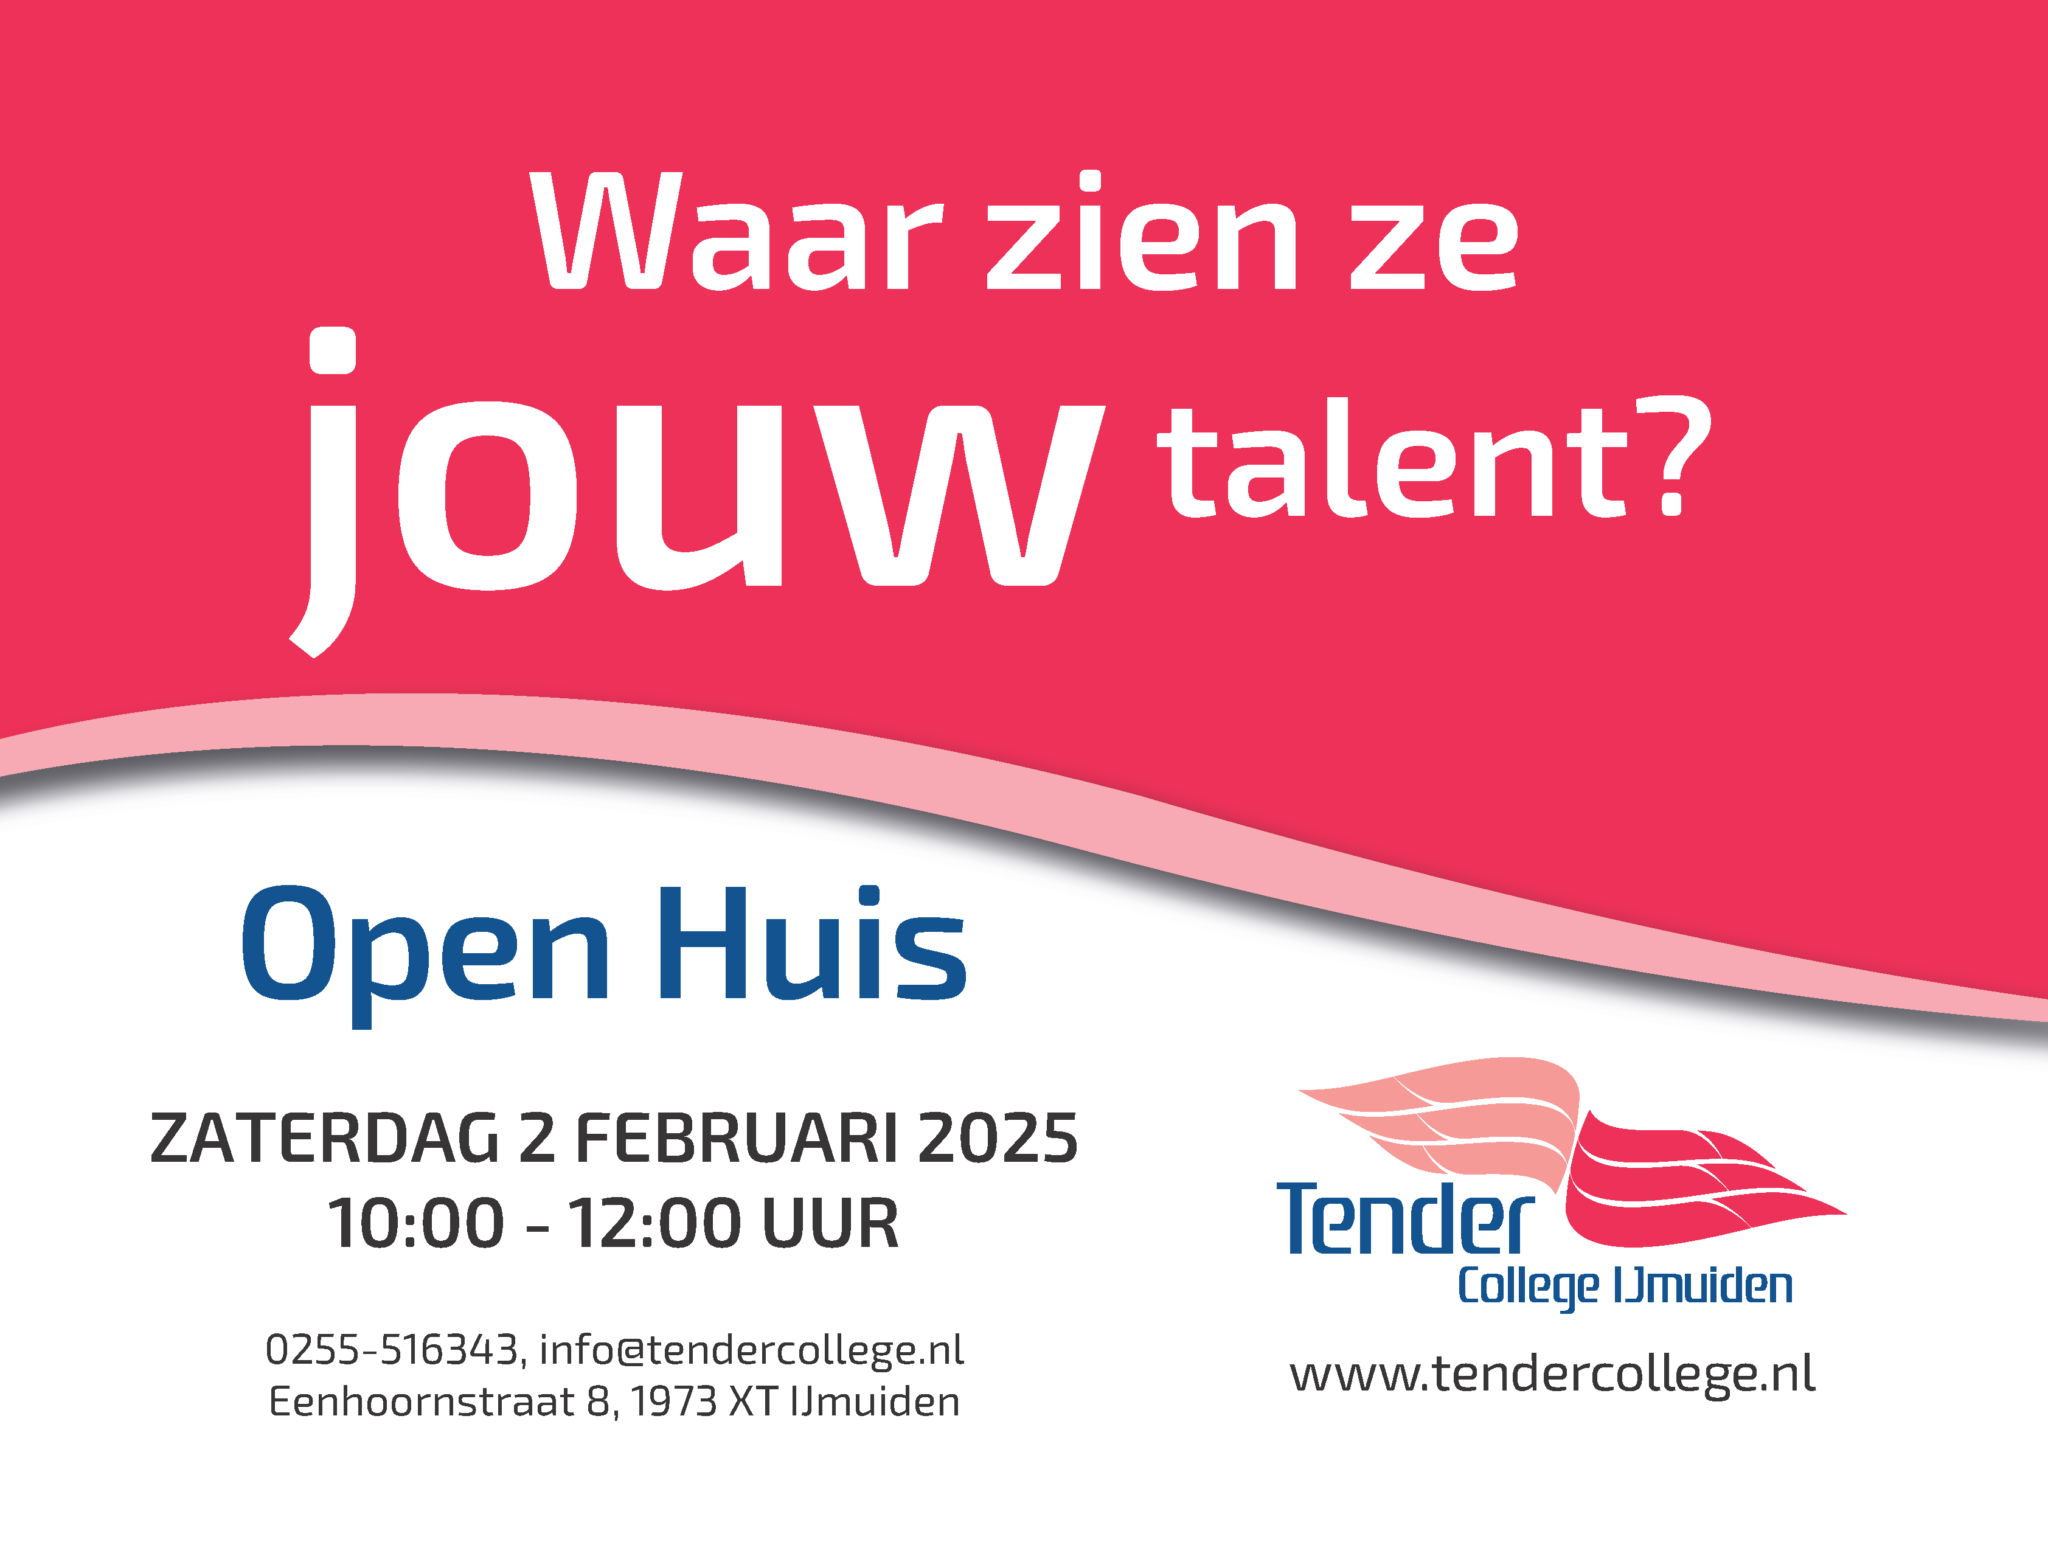 Waar zien ze
jouw talent?
Open Huis
ZATERDAG 2 FEBRUARI 2025
10:00 - 12:00 UUR
0255-516343, info@tendercollege.nl
Eenhoornstraat 8, 1973 XT IJmuiden
Tender
College IJmuiden
www.tendercollege.nl